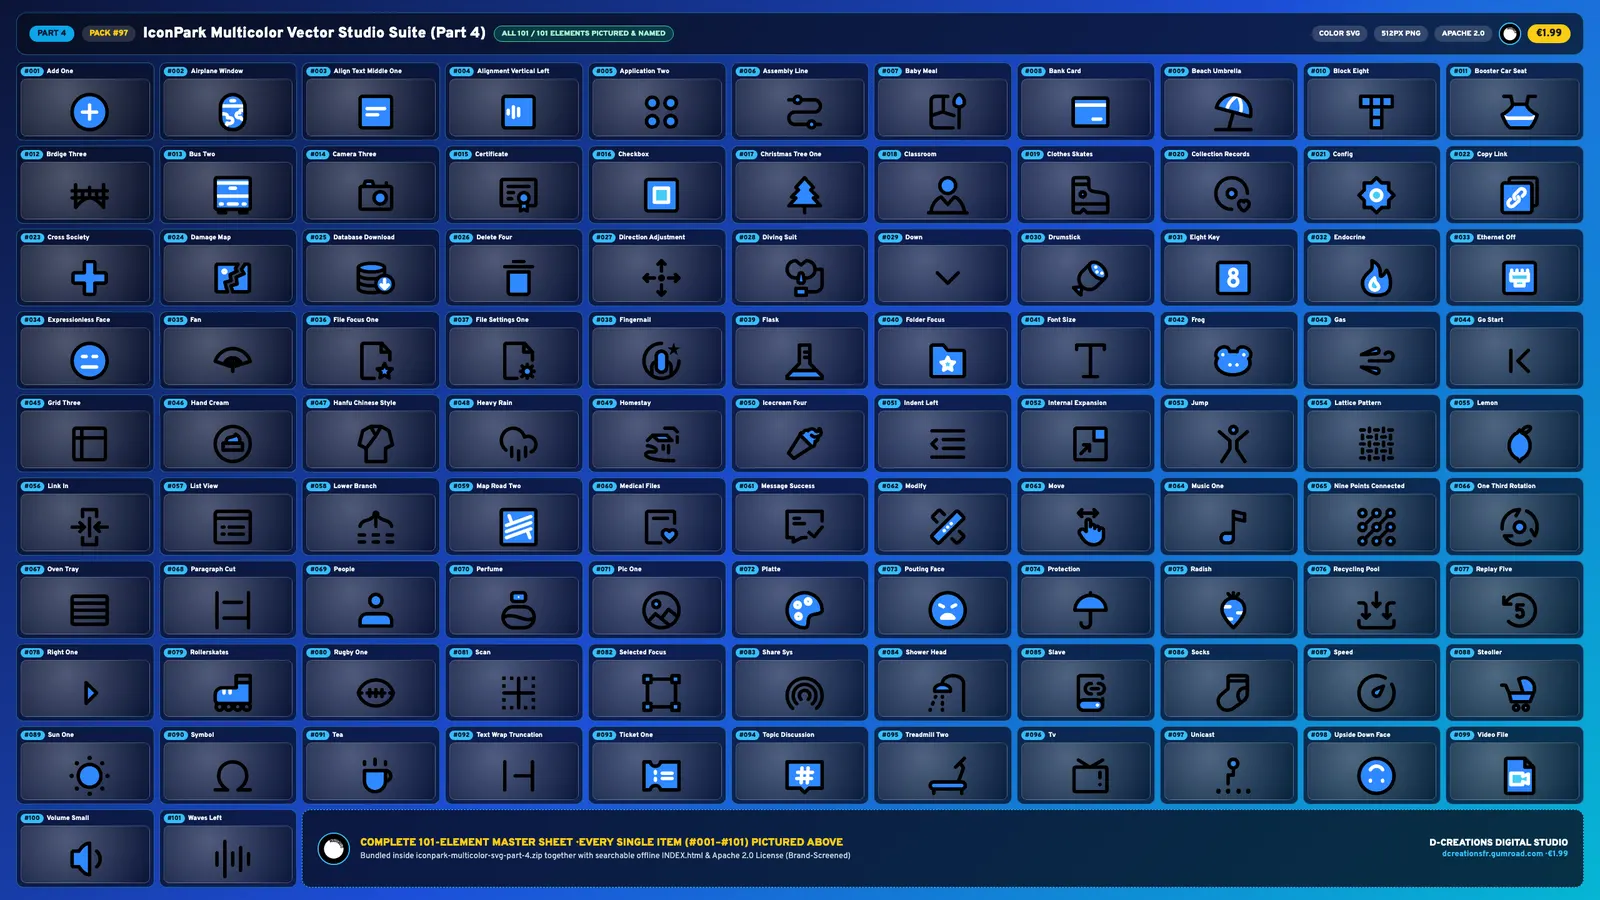 PART 4 PACK #97 IconPark Multicolor Vector Studio Suite (Part 4) ALL 101 / 101 ELEMENTS PICTURED & NAMED COLOR SVG 512PX PNG APACHE 2.0 €1.99
#001 Add One #002 Airplane Window #003 Align Text Middle One #004 Alignment Vertical Left #005 Application Two #006 Assembly Line #007 Baby Meal #008 Bank Card #009 Beach Umbrella #010 Block Eight #011 Booster Car Seat
#012 Brdige Three #013 Bus Two #014 Camera Three #015 Certificate #016 Checkbox #017 Christmas Tree One #018 Classroom #019 Clothes Skates #020 Collection Records #021 Config #022 Copy Link
#023 Cross Society #024 Damage Map #025 Database Download #026 Delete Four #027 Direction Adjustment #028 Diving Suit #029 Down #030 Drumstick #031 Eight Key #032 Endocrine #033 Ethernet Off
8
#034 Expressionless Face #035 Fan #036 File Focus One #037 File Settings One #038 Fingernail #039 Flask #040 Folder Focus #041 Font Size #042 Frog #043 Gas #044 Go Start
#045 Grid Three #046 Hand Cream #047 Hanfu Chinese Style #048 Heavy Rain #049 Homestay #050 Icecream Four #051 Indent Left #052 Internal Expansion #053 Jump #054 Lattice Pattern #055 Lemon
#056 Link In #057 List View #058 Lower Branch #059 Map Road Two #060 Medical Files #061 Message Success #062 Modify #063 Move #064 Music One #065 Nine Points Connected #066 One Third Rotation
#067 Oven Tray #068 Paragraph Cut #069 People #070 Perfume #071 Pic One #072 Platte #073 Pouting Face #074 Protection #075 Radish #076 Recycling Pool #077 Replay Five
5
#078 Right One #079 Rollerskates #080 Rugby One #081 Scan #082 Selected Focus #083 Share Sys #084 Shower Head #085 Slave #086 Socks #087 Speed #088 Stroller
#089 Sun One #090 Symbol #091 Tea #092 Text Wrap Truncation #093 Ticket One #094 Topic Discussion #095 Treadmill Two #096 Tv #097 Unicast #098 Upside Down Face #099 Video File
#
#100 Volume Small #101 Waves Left
COMPLETE 101-ELEMENT MASTER SHEET · EVERY SINGLE ITEM (#001–#101) PICTURED ABOVE
Bundled inside iconpark-multicolor-svg-part-4.zip together with searchable offline INDEX.html & Apache 2.0 License (Brand-Screened)
D-CREATIONS DIGITAL STUDIO
dcreationsfr.gumroad.com · €1.99